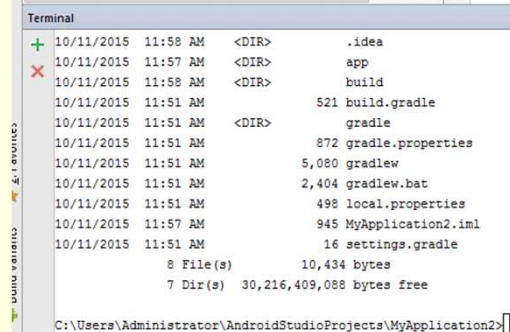 Terminal
10/11/2015 11:58 AM <DIR> .idea
10/11/2015 11:57 AM <DIR> app
10/11/2015 11:58 AM <DIR> build
10/11/2015 11:51 AM 521 build.gradle
10/11/2015 11:51 AM <DIR> gradle
10/11/2015 11:51 AM 872 gradle.properties
10/11/2015 11:51 AM 5,080 gradlew
10/11/2015 11:51 AM 2,404 gradlew.bat
10/11/2015 11:51 AM 498 local.properties
10/11/2015 11:57 AM 945 MyApplication2.iml
10/11/2015 11:51 AM 16 settings.gradle
8 File(s) 10,434 bytes
7 Dir(s) 30,216,409,088 bytes free
C:\Users\Administrator\AndroidStudioProjects\MyApplication2>
2: Favorites
Build Variants